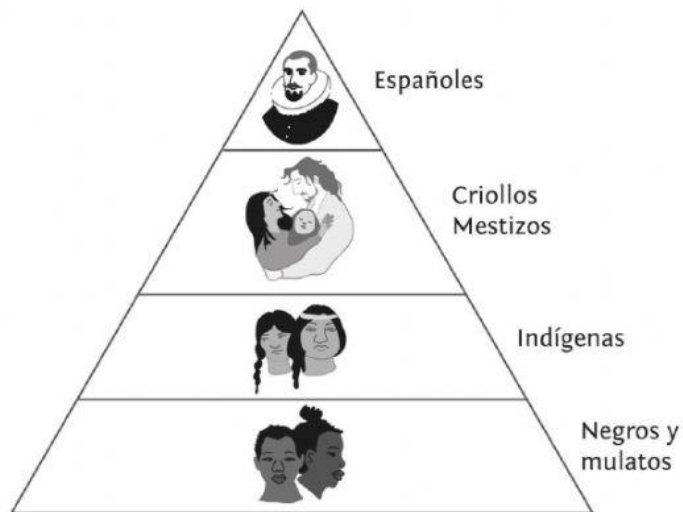 Españoles
Criollos
Mestizos
Indígenas
Negros y
mulatos